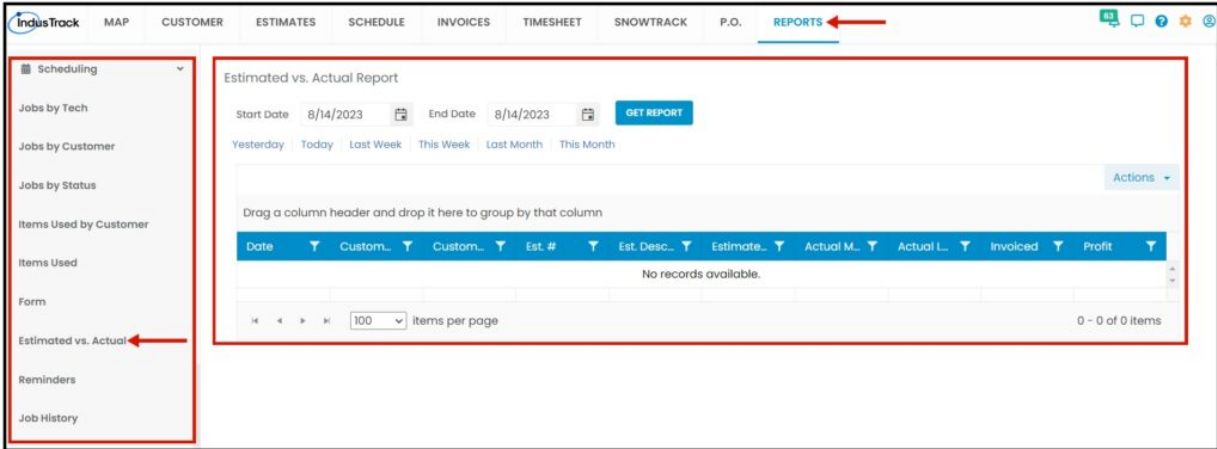 IndusTrack MAP CUSTOMER ESTIMATES SCHEDULE INVOICES TIMESHEET SNOWTRACK P.O. REPORTS 63
Scheduling
Jobs by Tech
Jobs by Customer
Jobs by Status
Items Used by Customer
Items Used
Form
Estimated vs. Actual
Reminders
Job History
Estimated vs. Actual Report
Start Date 8/14/2023 End Date 8/14/2023 GET REPORT
Yesterday Today Last Week This Week Last Month This Month
Actions
Drag a column header and drop it here to group by that column
Date Custom... Custom... Est. # Est. Desc... Estimate... Actual M... Actual L... Invoiced Profit
No records available.
100 items per page 0 - 0 of 0 items